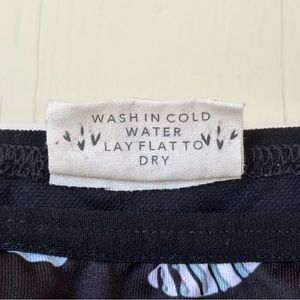 WASH IN COLD
WATER
LAY FLAT TO
DRY